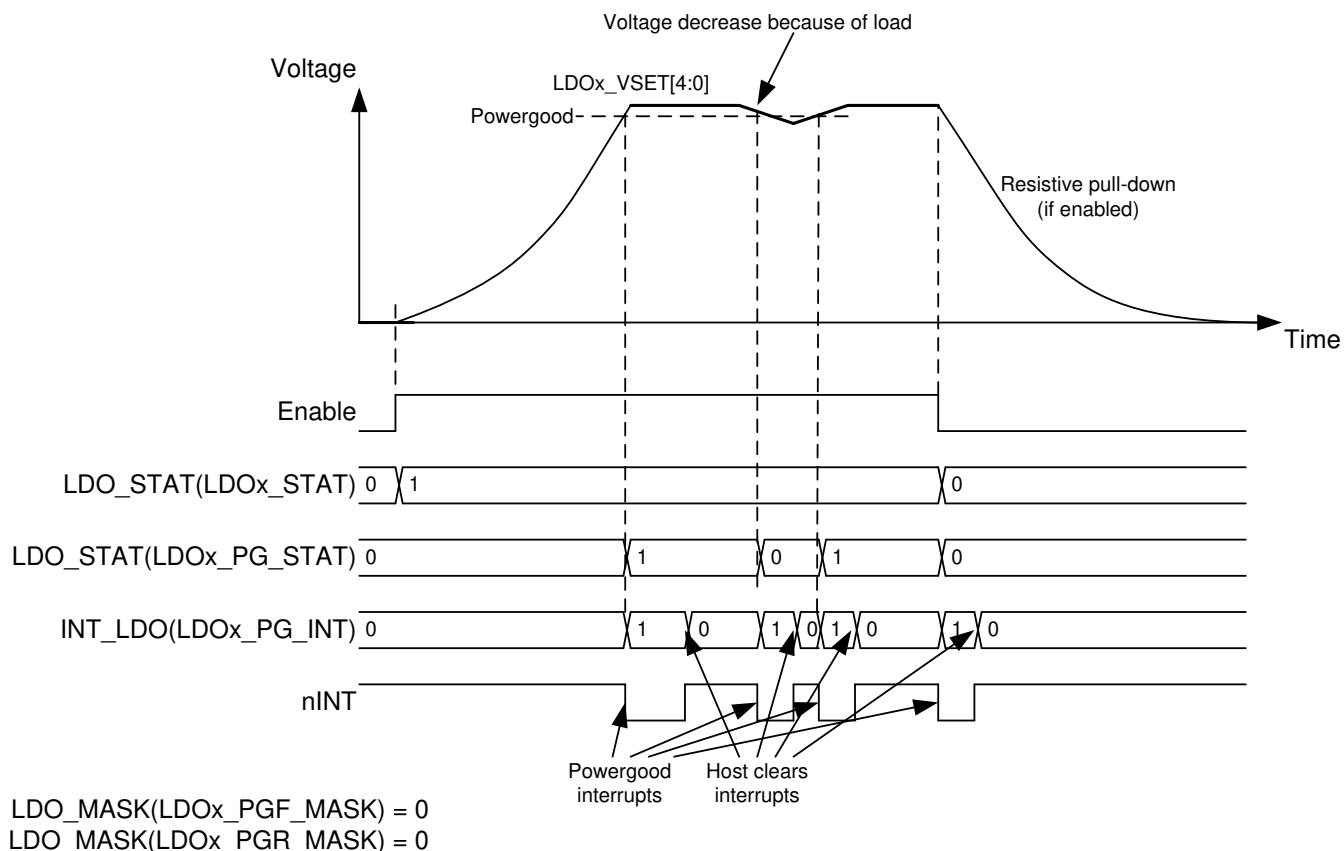 Voltage decrease because of load
Voltage
LDOx_VSET[4:0]
Powergood
Resistive pull-down
(if enabled)
Time
Enable
LDO_STAT(LDOx_STAT) 0 1 0
LDO_STAT(LDOx_PG_STAT) 0 1 0 1 0
INT_LDO(LDOx_PG_INT) 0 1 0 1 0 1 0 1 0
nINT
Powergood
interrupts
Host clears
interrupts
LDO_MASK(LDOx_PGF_MASK) = 0
LDO_MASK(LDOx_PGR_MASK) = 0